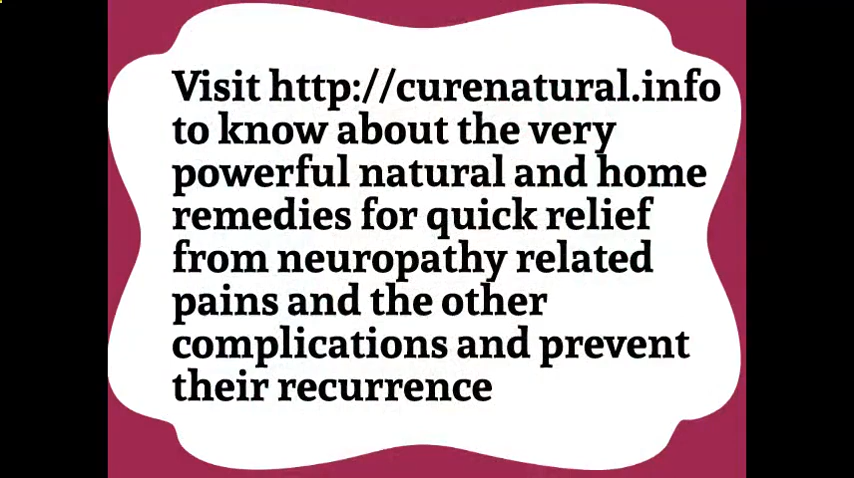 Visit http://curenatural.info
to know about the very
powerful natural and home
remedies for quick relief
from neuropathy related
pains and the other
complications and prevent
their recurrence